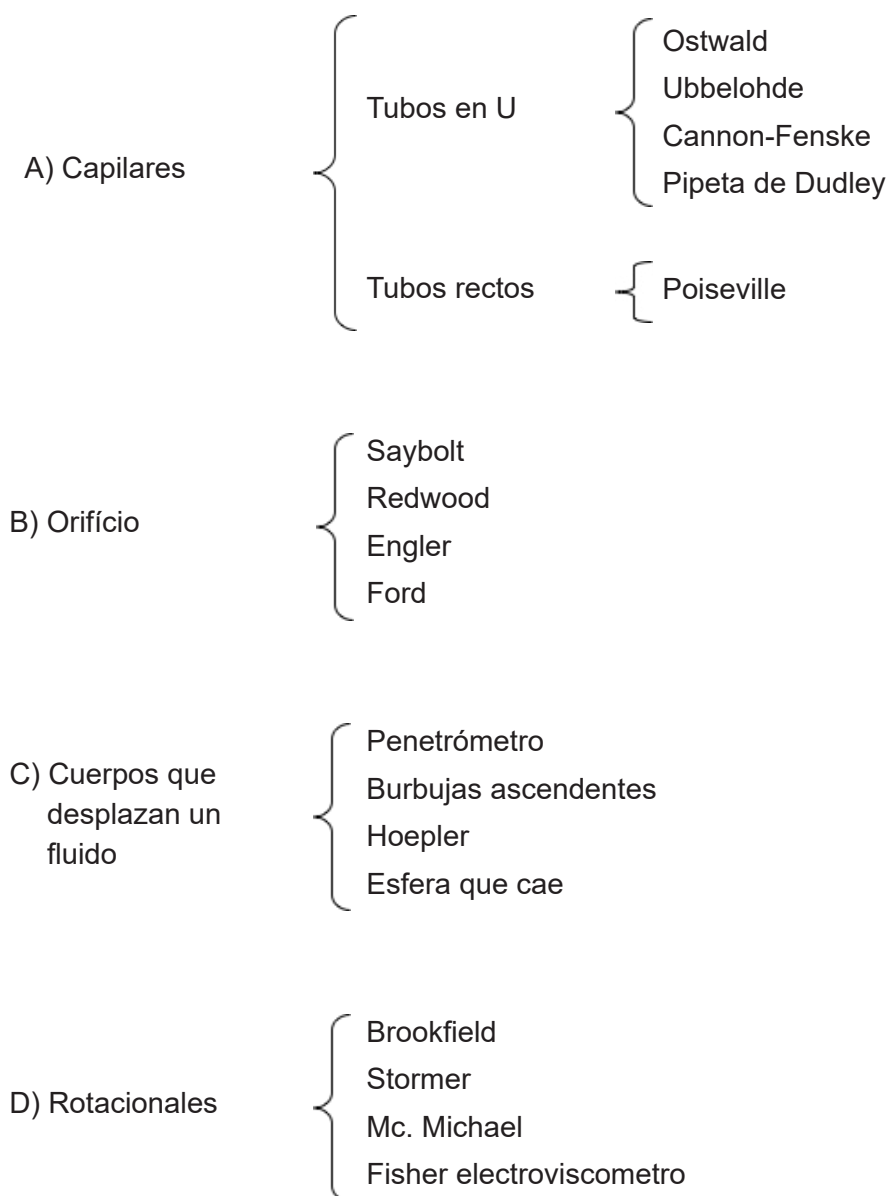 A) Capilares
Tubos en U
Ostwald
Ubbelohde
Cannon-Fenske
Pipeta de Dudley
Tubos rectos
Poiseville
B) Orifício
Saybolt
Redwood
Engler
Ford
C) Cuerpos que
desplazan un
fluido
Penetrómetro
Burbujas ascendentes
Hoepler
Esfera que cae
D) Rotacionales
Brookfield
Stormer
Mc. Michael
Fisher electroviscometro